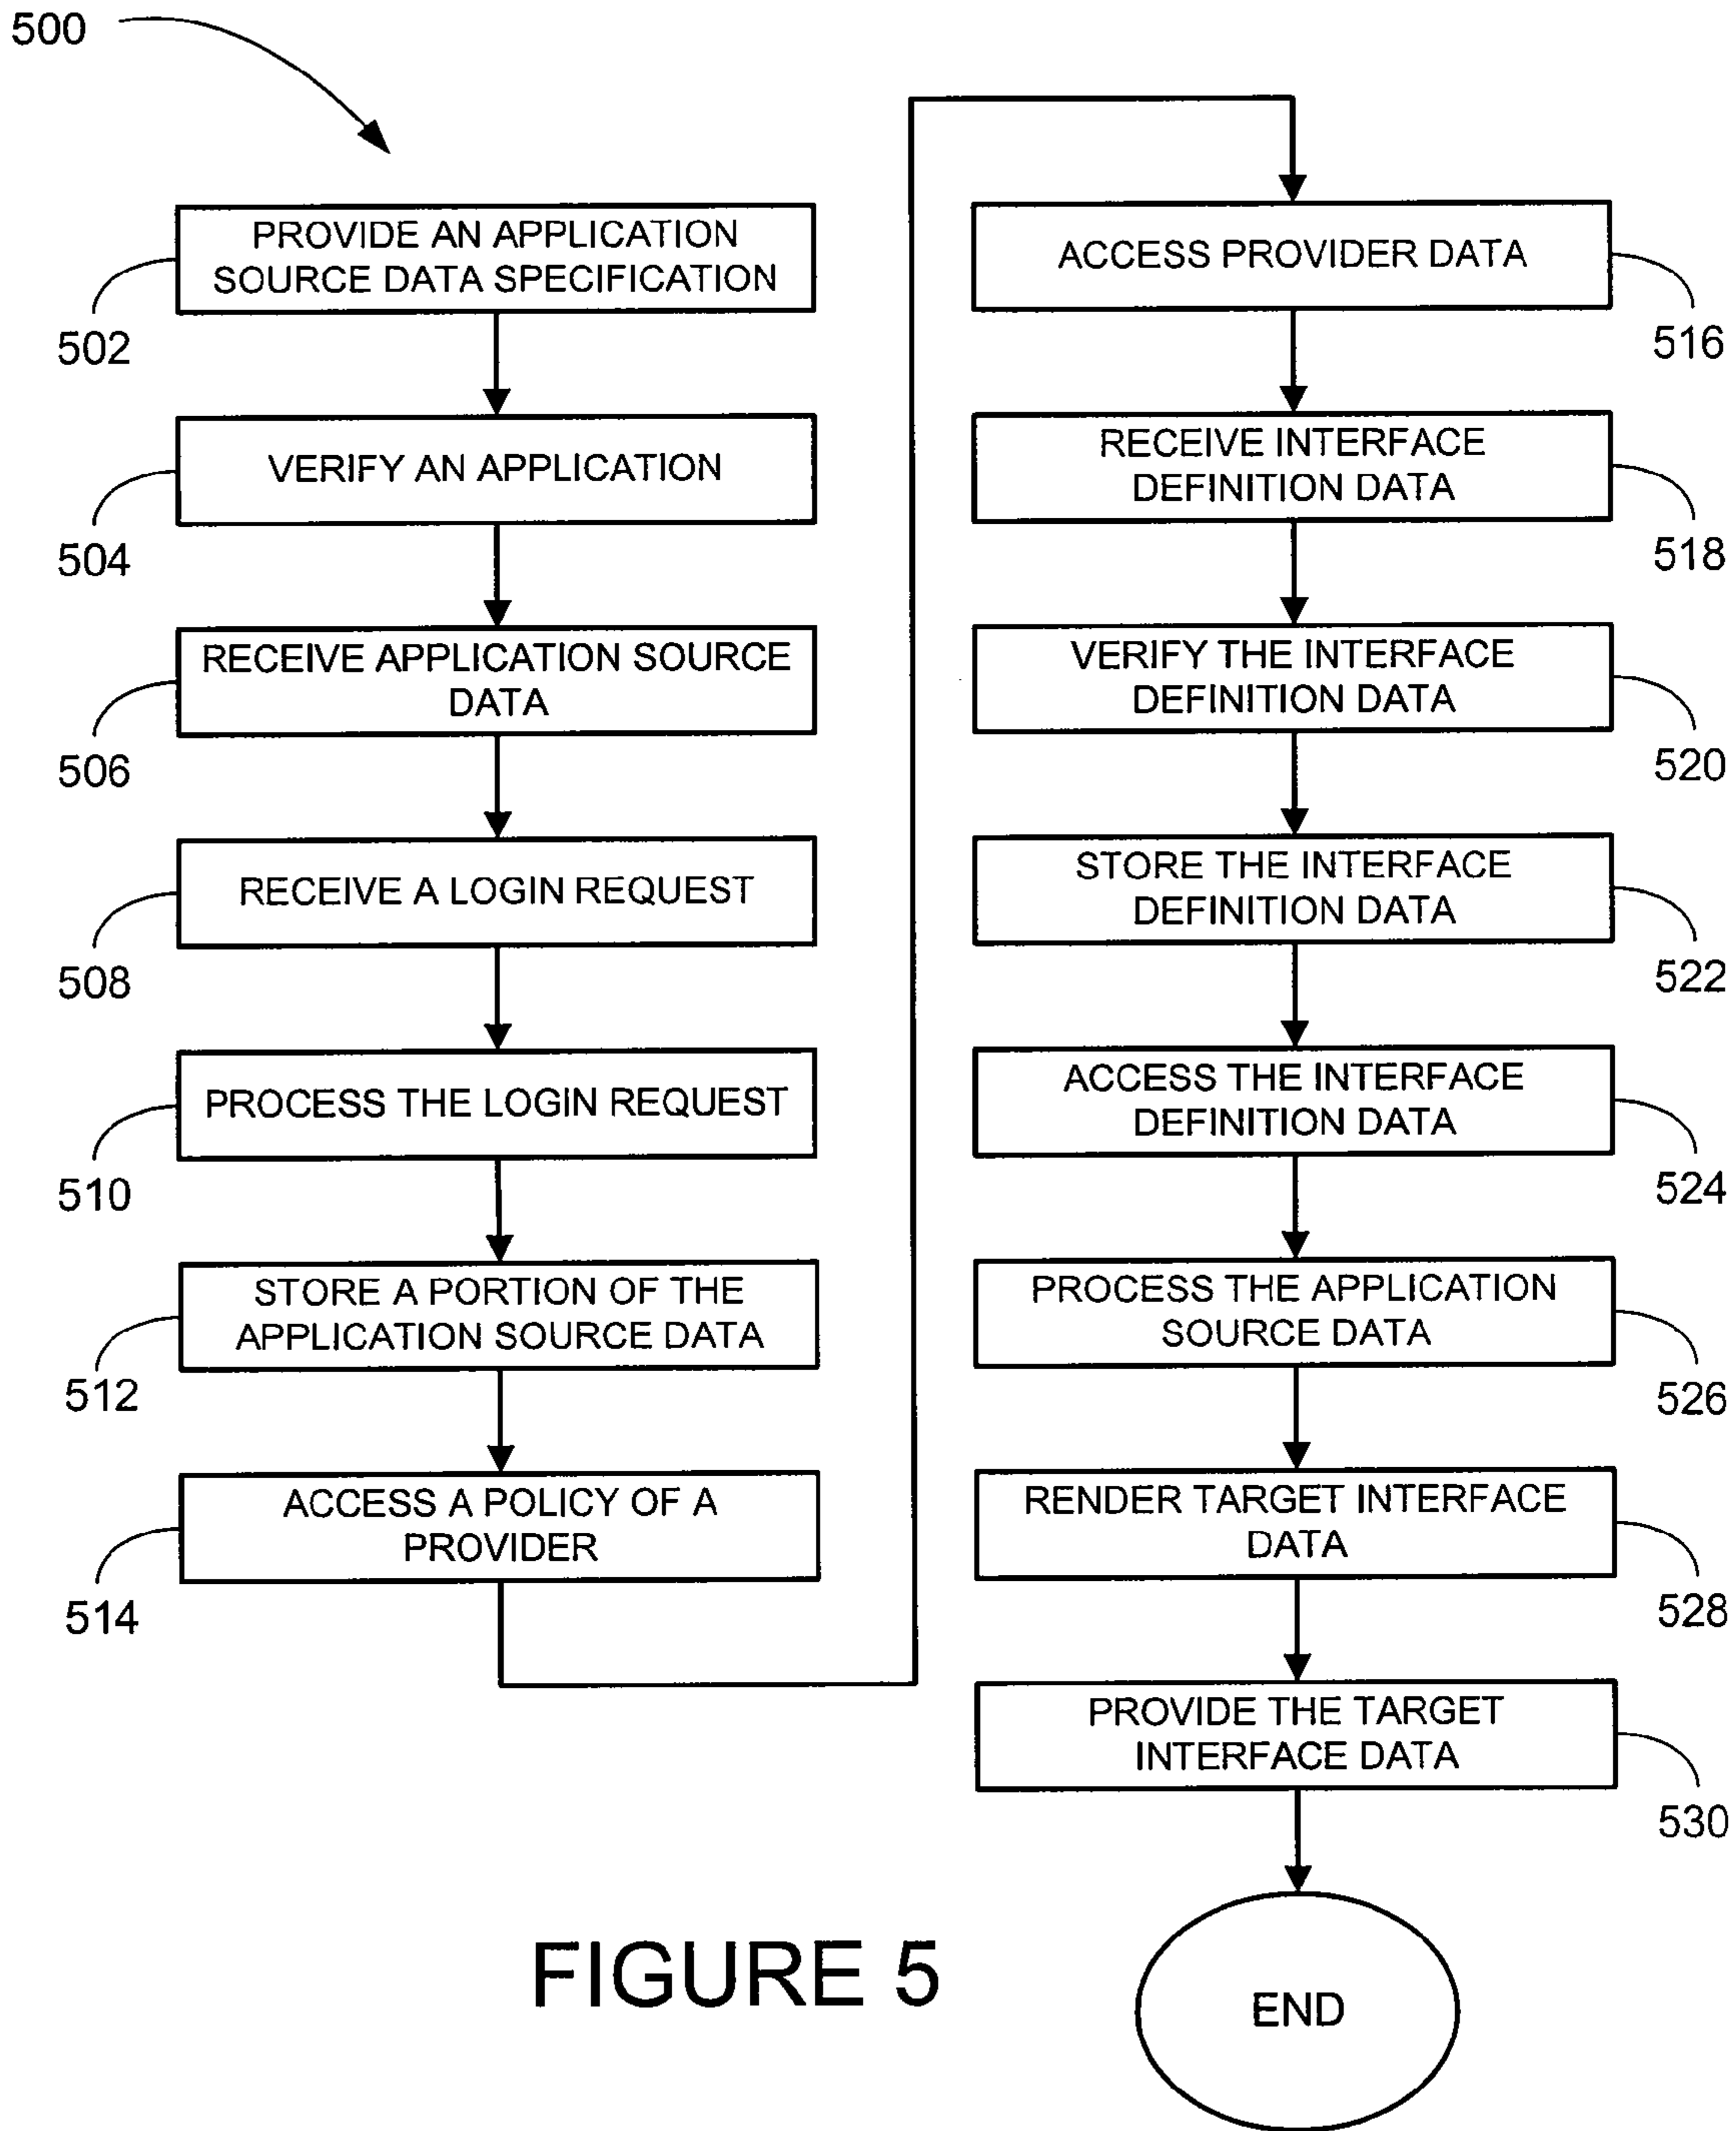 500
PROVIDE AN APPLICATION
SOURCE DATA SPECIFICATION
502
VERIFY AN APPLICATION
504
RECEIVE APPLICATION SOURCE
DATA
506
RECEIVE A LOGIN REQUEST
508
PROCESS THE LOGIN REQUEST
510
STORE A PORTION OF THE
APPLICATION SOURCE DATA
512
ACCESS A POLICY OF A
PROVIDER
514
ACCESS PROVIDER DATA
516
RECEIVE INTERFACE
DEFINITION DATA
518
VERIFY THE INTERFACE
DEFINITION DATA
520
STORE THE INTERFACE
DEFINITION DATA
522
ACCESS THE INTERFACE
DEFINITION DATA
524
PROCESS THE APPLICATION
SOURCE DATA
526
RENDER TARGET INTERFACE
DATA
528
PROVIDE THE TARGET
INTERFACE DATA
530
END
FIGURE 5